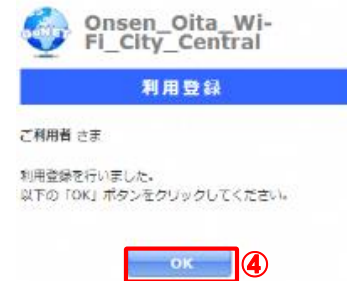 Onsen_Oita_Wi-
Fi_City_Central
利用登録
ご利用者 さま
利用登録を行いました。
以下の「OK」ボタンをクリックしてください。
OK
④